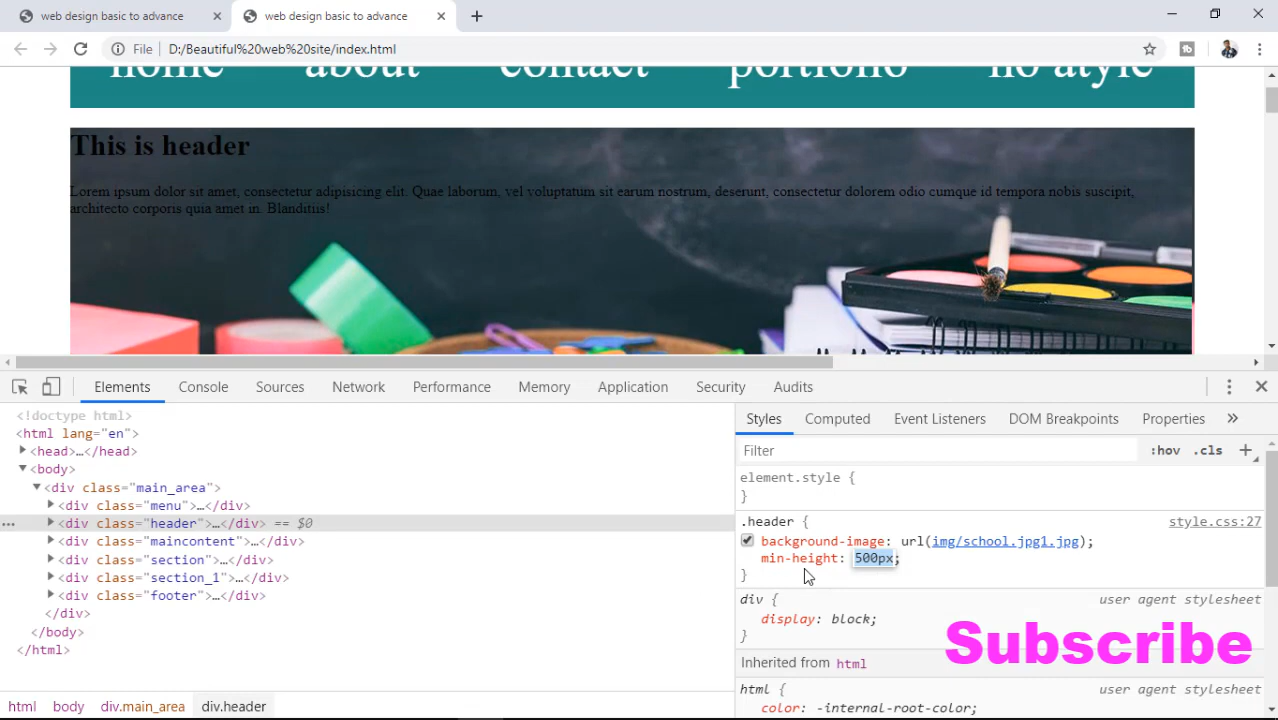 web design basic to advance
web design basic to advance
File D:/Beautiful%20web%20site/index.html
home about contact portfolio no atyle
This is header
Lorem ipsum dolor sit amet, consectetur adipisicing elit. Quae laborum, vel voluptatum sit earum nostrum, deserunt, consectetur dolorem odio cumque id tempora nobis suscipit,
architecto corporis quia amet in. Blanditiis!
Elements Console Sources Network Performance Memory Application Security Audits
<!doctype html>
<html lang="en">
<head>…</head>
<body>
<div class="main_area">
<div class="menu">…</div>
<div class="header">…</div> == $0
<div class="maincontent">…</div>
<div class="section">…</div>
<div class="section_1">…</div>
<div class="footer">…</div>
</div>
</body>
</html>
html body div.main_area div.header
Styles Computed Event Listeners DOM Breakpoints Properties
Filter :hov .cls
element.style {
}
.header { style.css:27
background-image: url(img/school.jpg1.jpg);
min-height: 500px;
}
div { user agent stylesheet
display: block;
}
Inherited from html
html { user agent stylesheet
color: -internal-root-color;
Subscribe